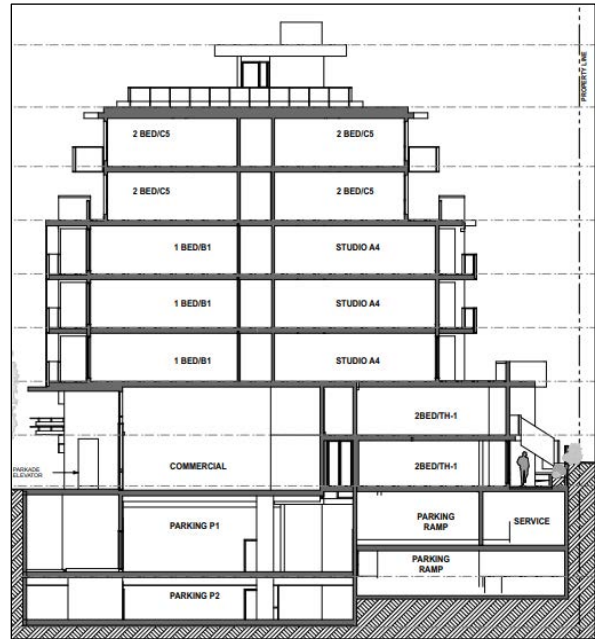 PROPERTY LINE
2 BED/C5 2 BED/C5
2 BED/C5 2 BED/C5
1 BED/B1 STUDIO A4
1 BED/B1 STUDIO A4
1 BED/B1 STUDIO A4
2BED/TH-1
COMMERCIAL 2BED/TH-1
PARKADE
ELEVATOR
PARKING P1
PARKING
RAMP
SERVICE
PARKING
RAMP
PARKING P2